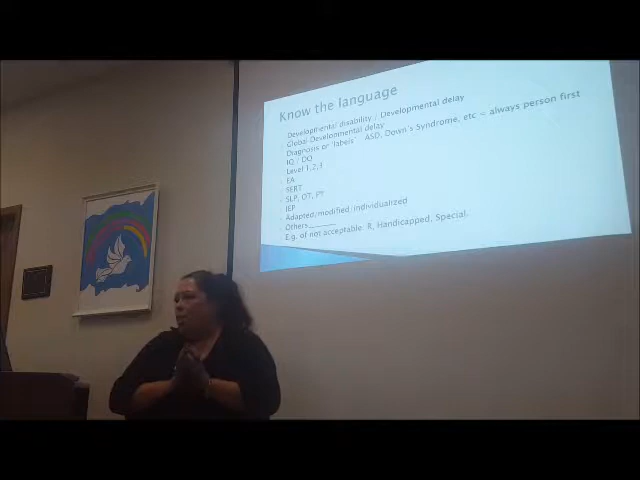 Know the language
Developmental disability / Developmental delay
Global Developmental delay
Diagnosis or 'labels' ASD, Down's Syndrome, etc = always person first
IQ / DQ
Level 1,2,3
EA
SERT
SLP, OT, PT
IEP
Adapted/modified/individualized
Others______
E.g. of not acceptable: R, Handicapped, Special.